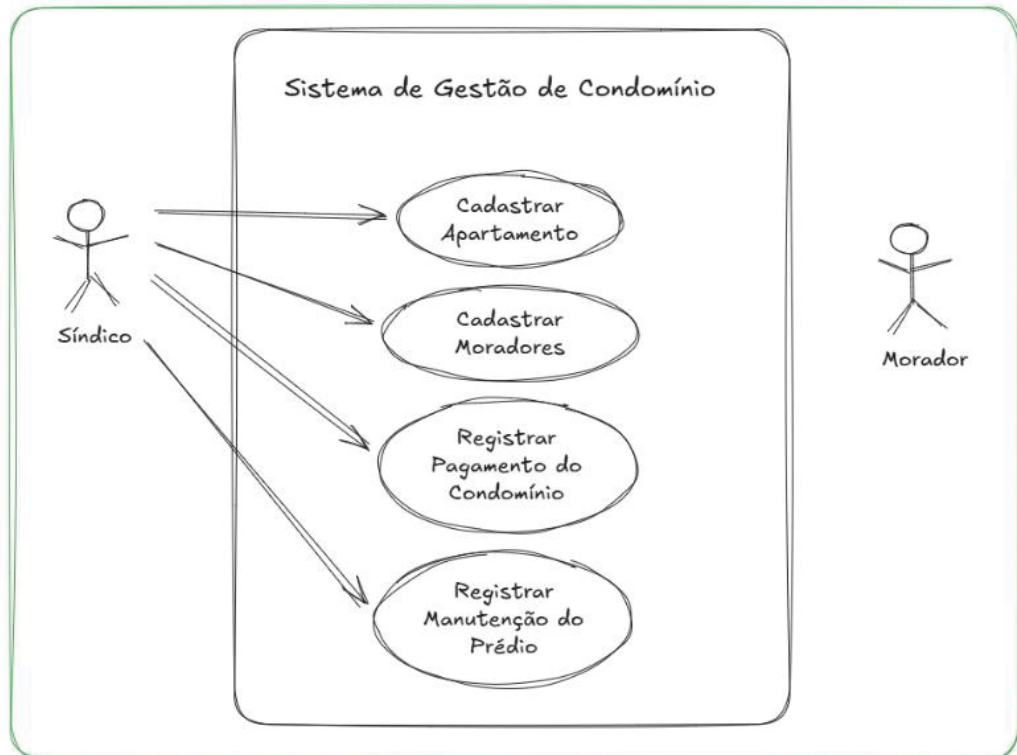 Sistema de Gestão de Condomínio
Cadastrar
Apartamento
Síndico
Cadastrar
Moradores
Morador
Registrar
Pagamento do
Condomínio
Registrar
Manutenção do
Prédio